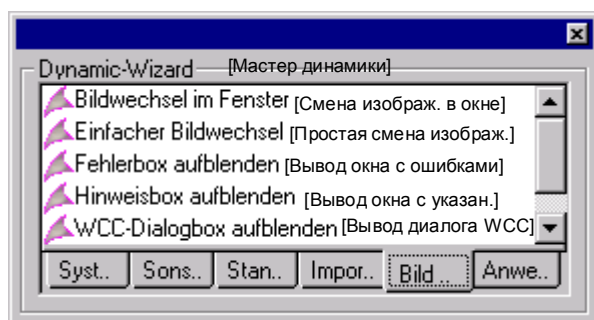 Dynamic-Wizard [Мастер динамики]
Bildwechsel im Fenster [Смена изображ. в окне]
Einfacher Bildwechsel [Простая смена изображ.]
Fehlerbox aufblenden [Вывод окна с ошибками]
Hinweisbox aufblenden [Вывод окна с указан.]
WCC-Dialogbox aufblenden [Вывод диалога WCC]
Syst.. Sons.. Stan.. Impor.. Bild .. Anwe..